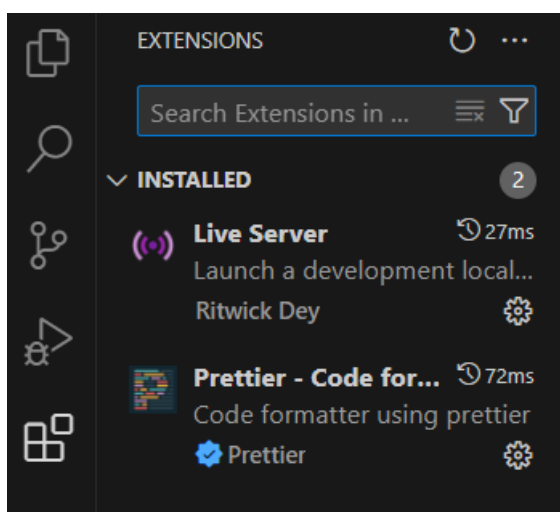 EXTENSIONS
Search Extensions in ...
INSTALLED 2
Live Server 27ms
Launch a development local...
Ritwick Dey
Prettier - Code for... 72ms
Code formatter using prettier
Prettier